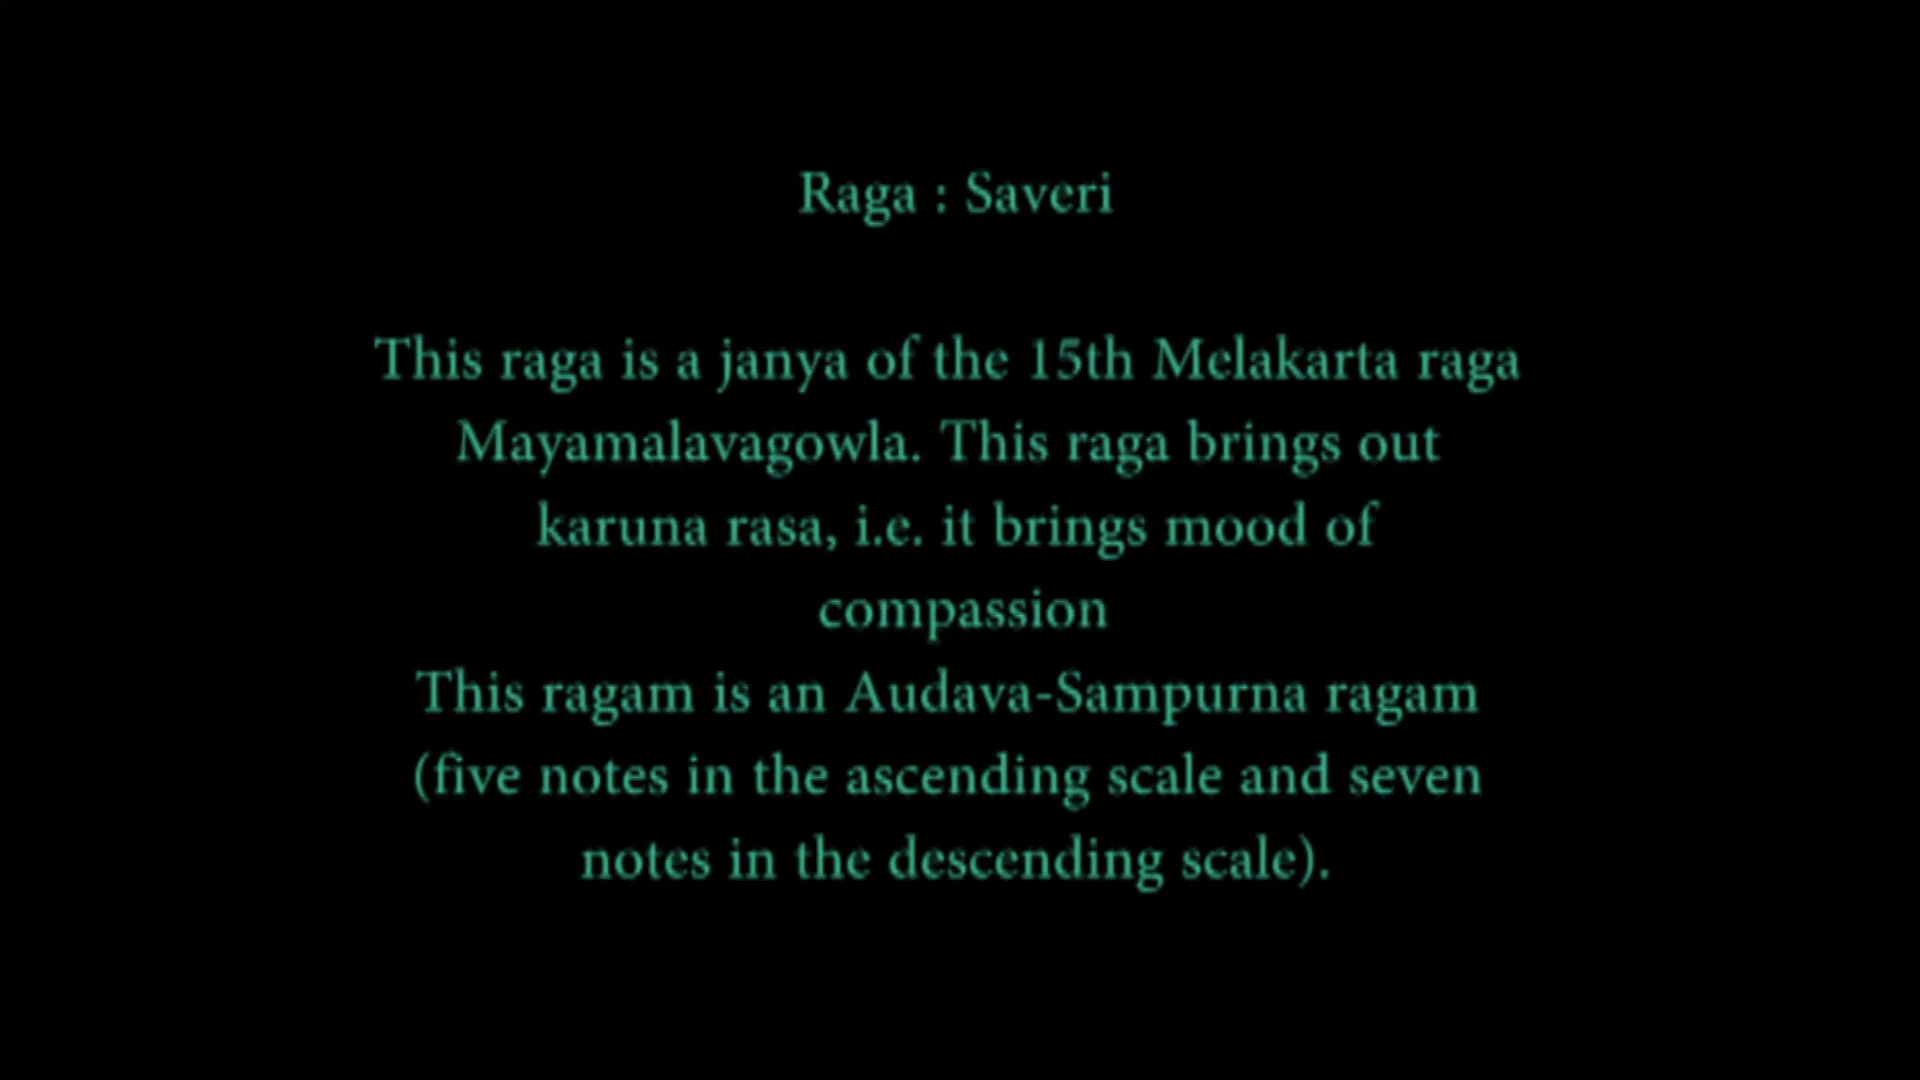 Raga : Saveri
This raga is a janya of the 15th Melakarta raga
Mayamalavagowla. This raga brings out
karuna rasa, i.e. it brings mood of
compassion
This ragam is an Audava-Sampurna ragam
(five notes in the ascending scale and seven
notes in the descending scale).